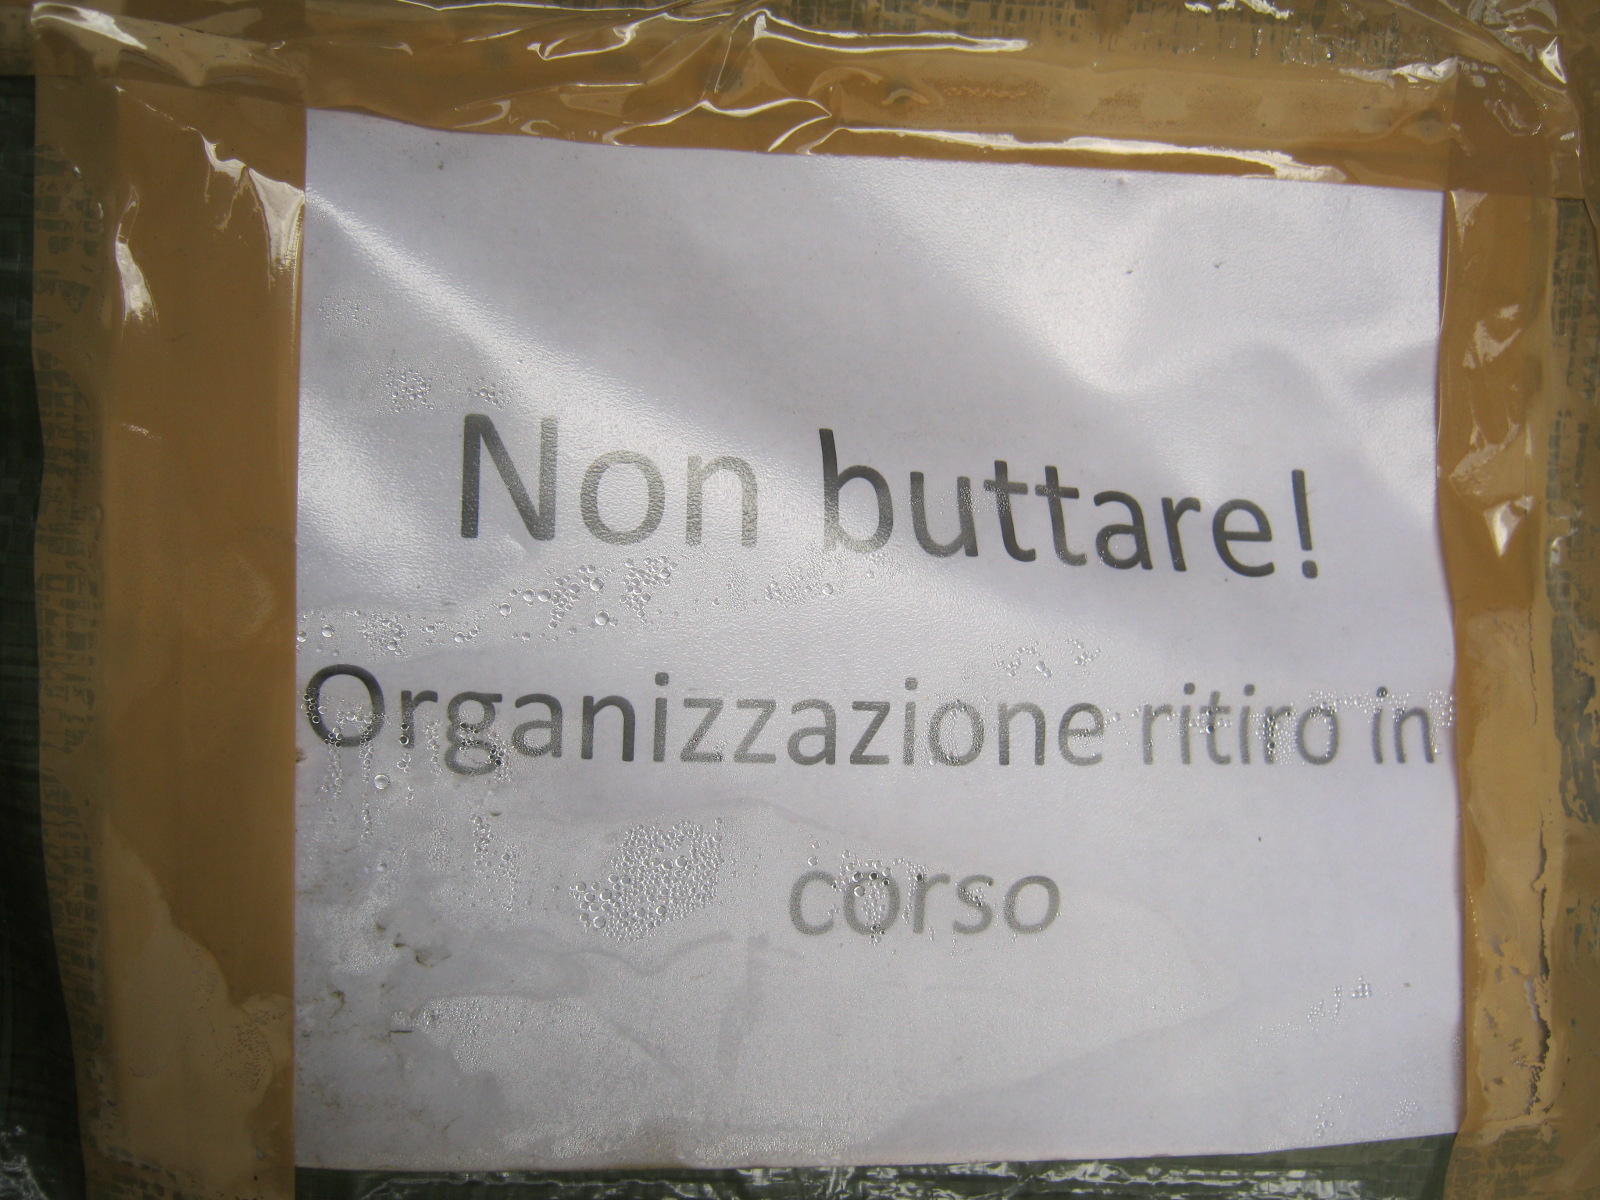 Non buttare!
Organizzazione ritiro in
corso